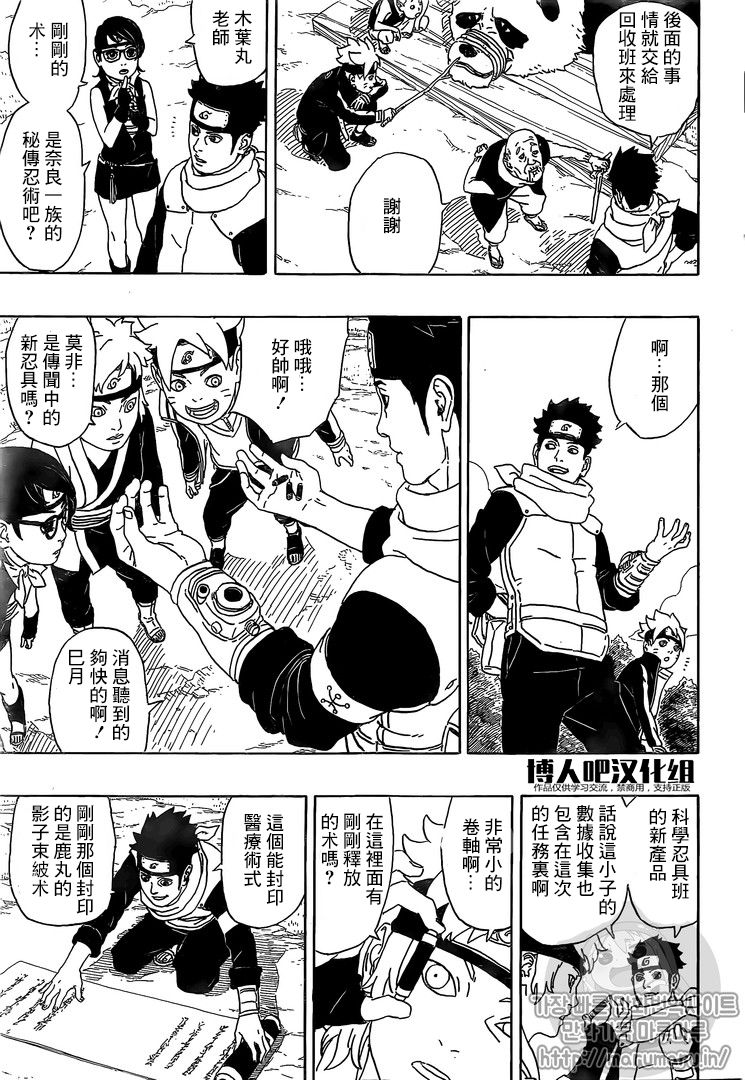 後面的事
情就交給
回收班來
處理
謝謝
木葉丸
老師
剛剛的
术…
是奈良一族的
秘傳忍術吧?
啊…那個
哦哦…
好帥啊!
莫非…
是傳聞中的
新忍具嗎?
消息聽到的
夠快的啊!
巳月
博人吧汉化组
作品仅供学习交流,禁商用,支持正版
科學忍具班
的新產品
話說這小子的
數據收集也
包含在這次
的任務裏啊
非常小的
卷軸啊…
在這裡面有
剛剛釋放
的术嗎?
這個能封印
醫療術式
剛剛那個封印
的是鹿丸的
影子束縛术
http://marumaru.in/